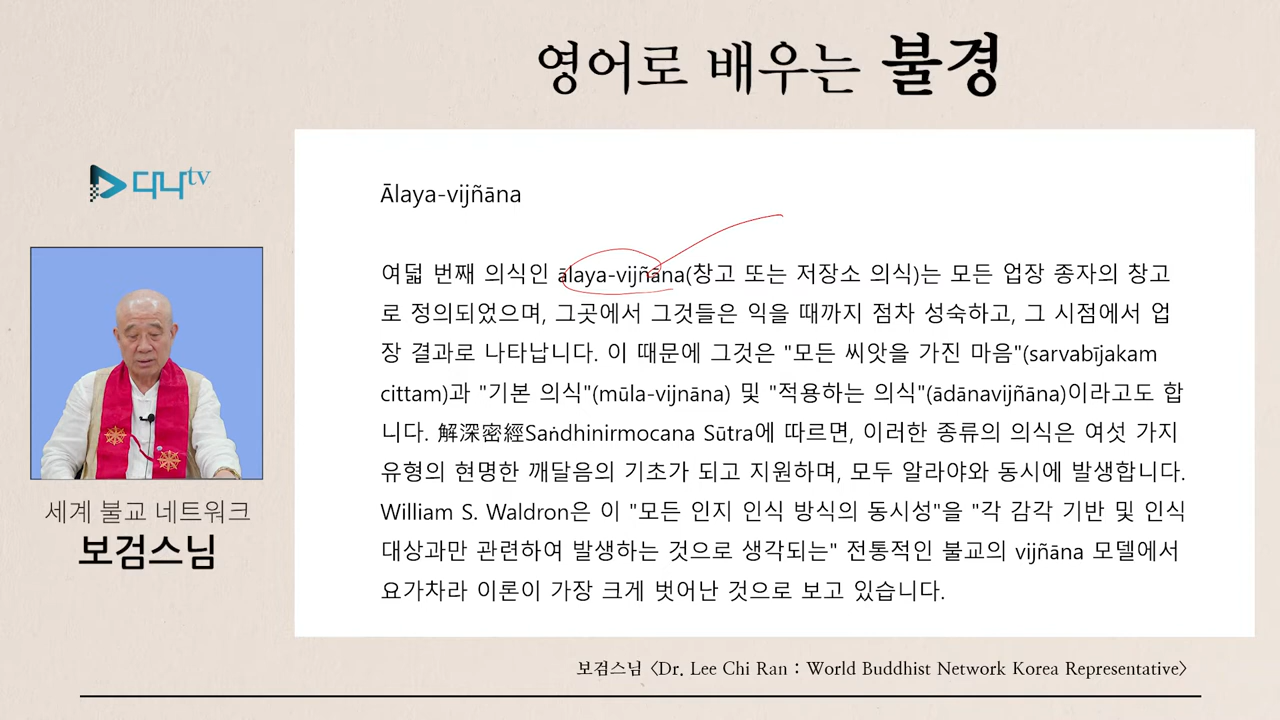 영어로 배우는 불경
디나tv
Ālaya-vijñāna
여덟 번째 의식인 ālaya-vijñāna(창고 또는 저장소 의식)는 모든 업장 종자의 창고
로 정의되었으며, 그곳에서 그것들은 익을 때까지 점차 성숙하고, 그 시점에서 업
장 결과로 나타납니다. 이 때문에 그것은 "모든 씨앗을 가진 마음"(sarvabījakam
cittam)과 "기본 의식"(mūla-vijnāna) 및 "적용하는 의식"(ādānavijñāna)이라고도 합
니다. 解深密經Saṅdhinirmocana Sūtra에 따르면, 이러한 종류의 의식은 여섯 가지
유형의 현명한 깨달음의 기초가 되고 지원하며, 모두 알라야와 동시에 발생합니다.
William S. Waldron은 이 "모든 인지 인식 방식의 동시성"을 "각 감각 기반 및 인식
대상과만 관련하여 발생하는 것으로 생각되는" 전통적인 불교의 vijñāna 모델에서
요가차라 이론이 가장 크게 벗어난 것으로 보고 있습니다.
세계 불교 네트워크
보검스님
보검스님 <Dr. Lee Chi Ran : World Buddhist Network Korea Representative>